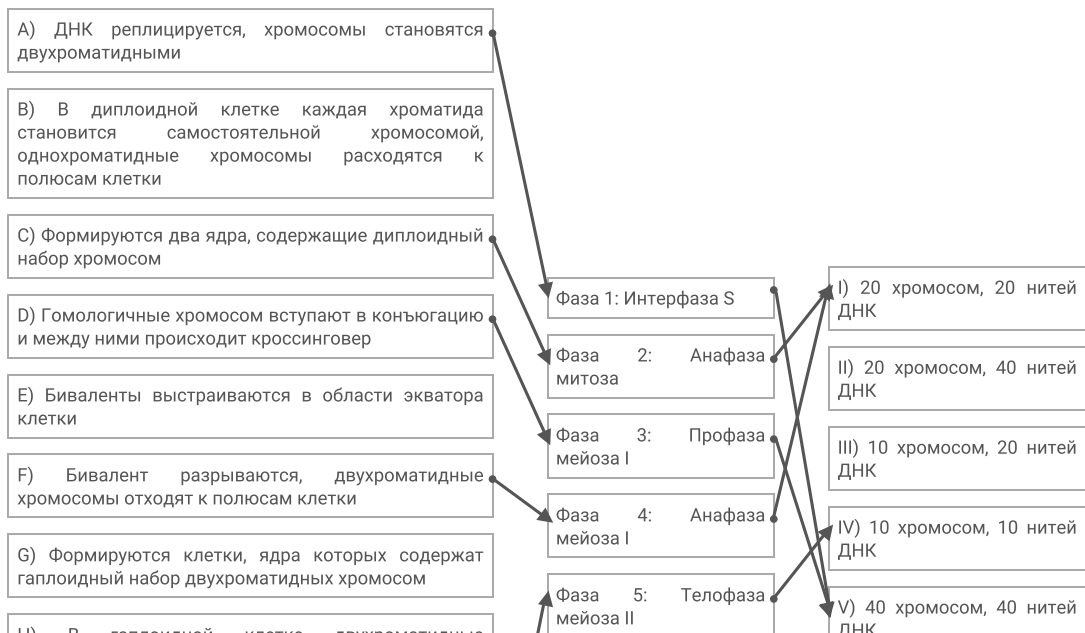 A) ДНК реплицируется, хромосомы становятся
двухроматидными
B) В диплоидной клетке каждая хроматида
становится самостоятельной хромосомой,
однохроматидные хромосомы расходятся к
полюсам клетки
C) Формируются два ядра, содержащие диплоидный
набор хромосом
D) Гомологичные хромосом вступают в конъюгацию
и между ними происходит кроссинговер
E) Биваленты выстраиваются в области экватора
клетки
F) Бивалент разрываются, двухроматидные
хромосомы отходят к полюсам клетки
G) Формируются клетки, ядра которых содержат
гаплоидный набор двухроматидных хромосом
H) В гаплоидной клетке двухроматидные
Фаза 1: Интерфаза S
Фаза 2: Анафаза
митоза
Фаза 3: Профаза
мейоза I
Фаза 4: Анафаза
мейоза I
Фаза 5: Телофаза
мейоза II
I) 20 хромосом, 20 нитей
ДНК
II) 20 хромосом, 40 нитей
ДНК
III) 10 хромосом, 20 нитей
ДНК
IV) 10 хромосом, 10 нитей
ДНК
V) 40 хромосом, 40 нитей
ДНК